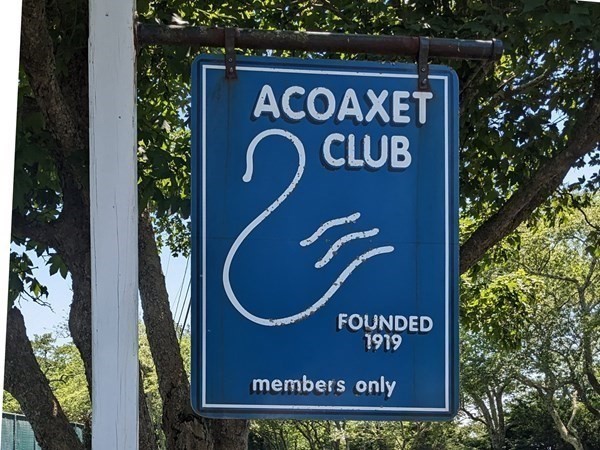 ACOAXET
CLUB
FOUNDED
1919
members only